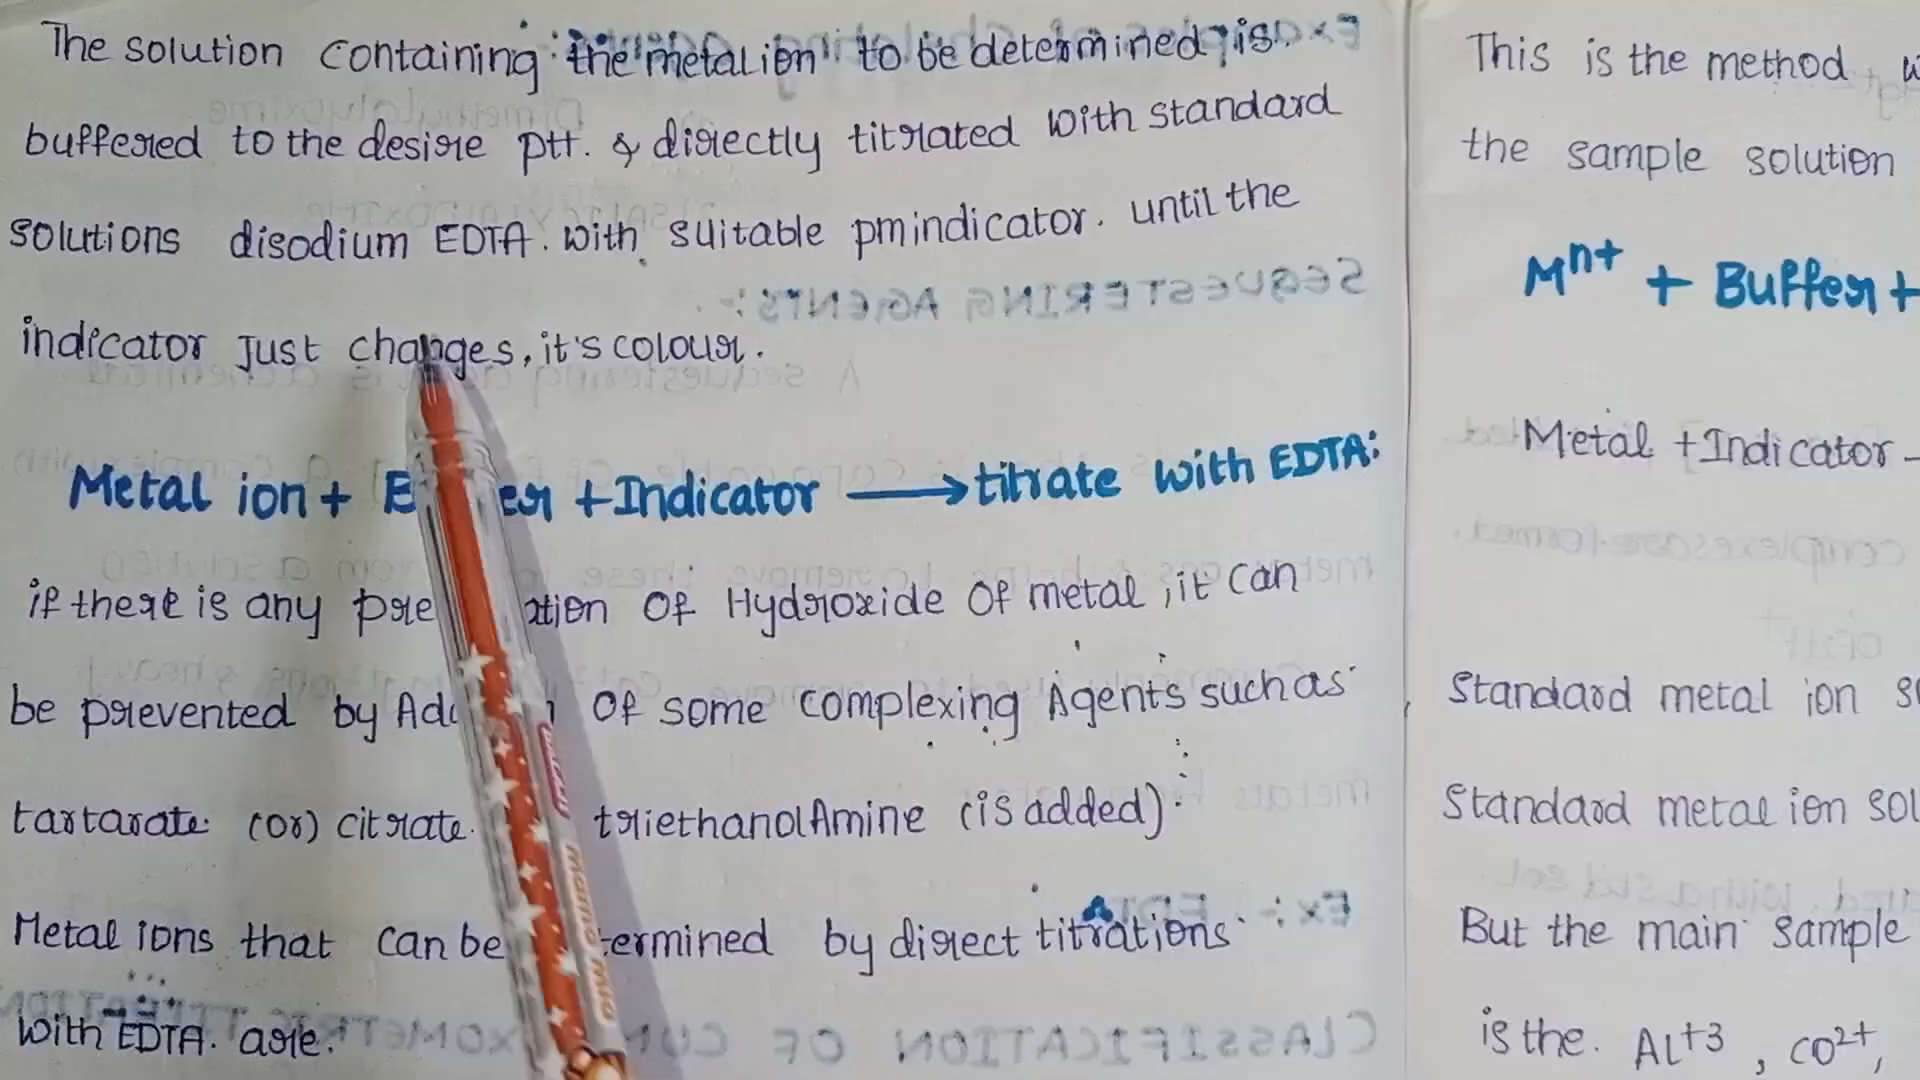 The solution containing the metal ion to be determined is
buffered to the desire pH. & directly titrated with standard
solutions disodium EDTA. with suitable pm indicator. until the
indicator Just changes, it's colour.
Metal ion + +Indicator → titrate with EDTA:
if there is any of Hydroxide of metal, it can
be prevented by of some complexing Agents such as
tartarate (or) citrate. triethanolAmine (is added).
Metal ions that can be by direct titrations
with EDTA. are.
This is the method
the sample solution
Mn+ + Buffer +
Metal +Indicator
Standard metal ion
Standard metal ion
But the main sample
is the. Al+3, CO2+,